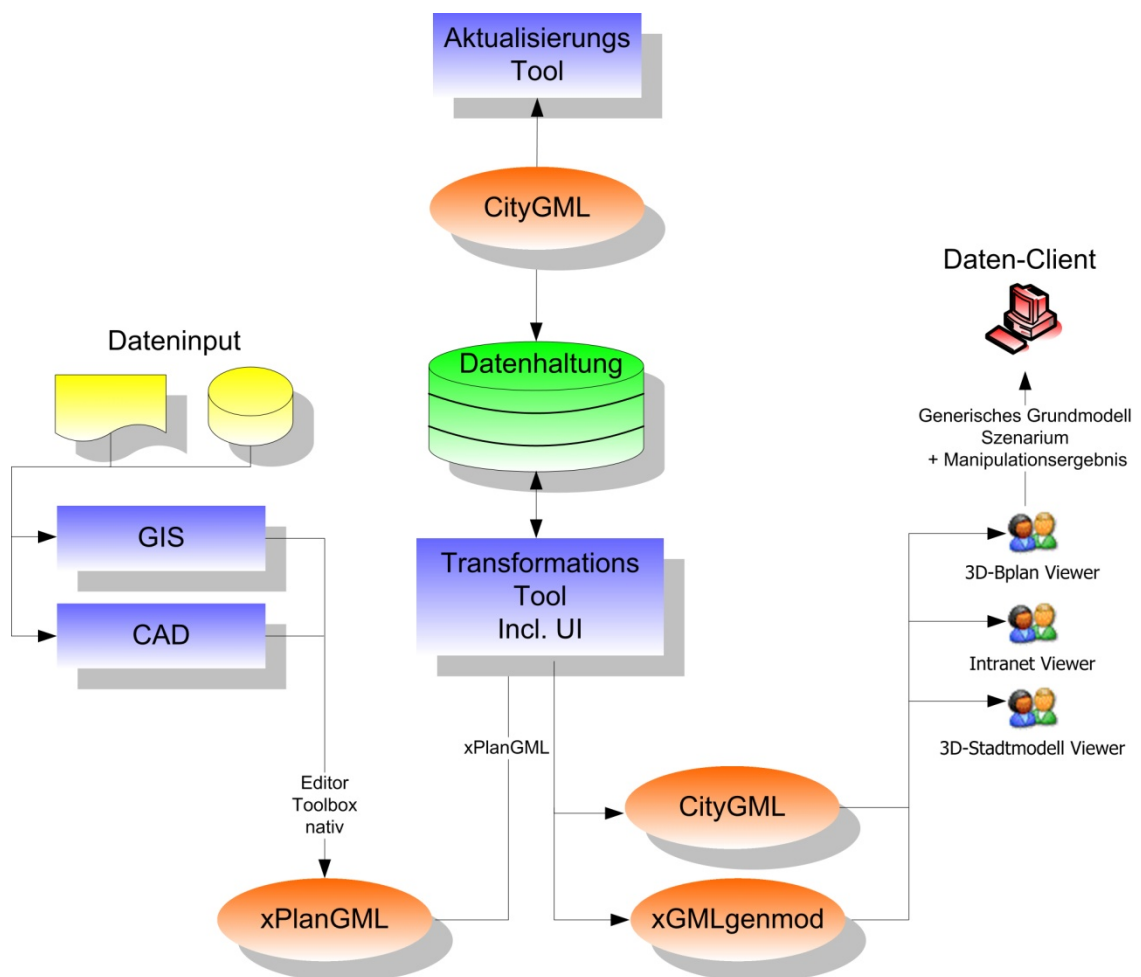 Aktualisierungs
Tool
CityGML
Daten-Client
Dateninput
Datenhaltung
Generisches Grundmodell
Szenarium
+ Manipulationsergebnis
GIS
CAD
Transformations
Tool
Incl. UI
3D-Bplan Viewer
Intranet Viewer
3D-Stadtmodell Viewer
xPlanGML
Editor
Toolbox
nativ
CityGML
xPlanGML
xGMLgenmod